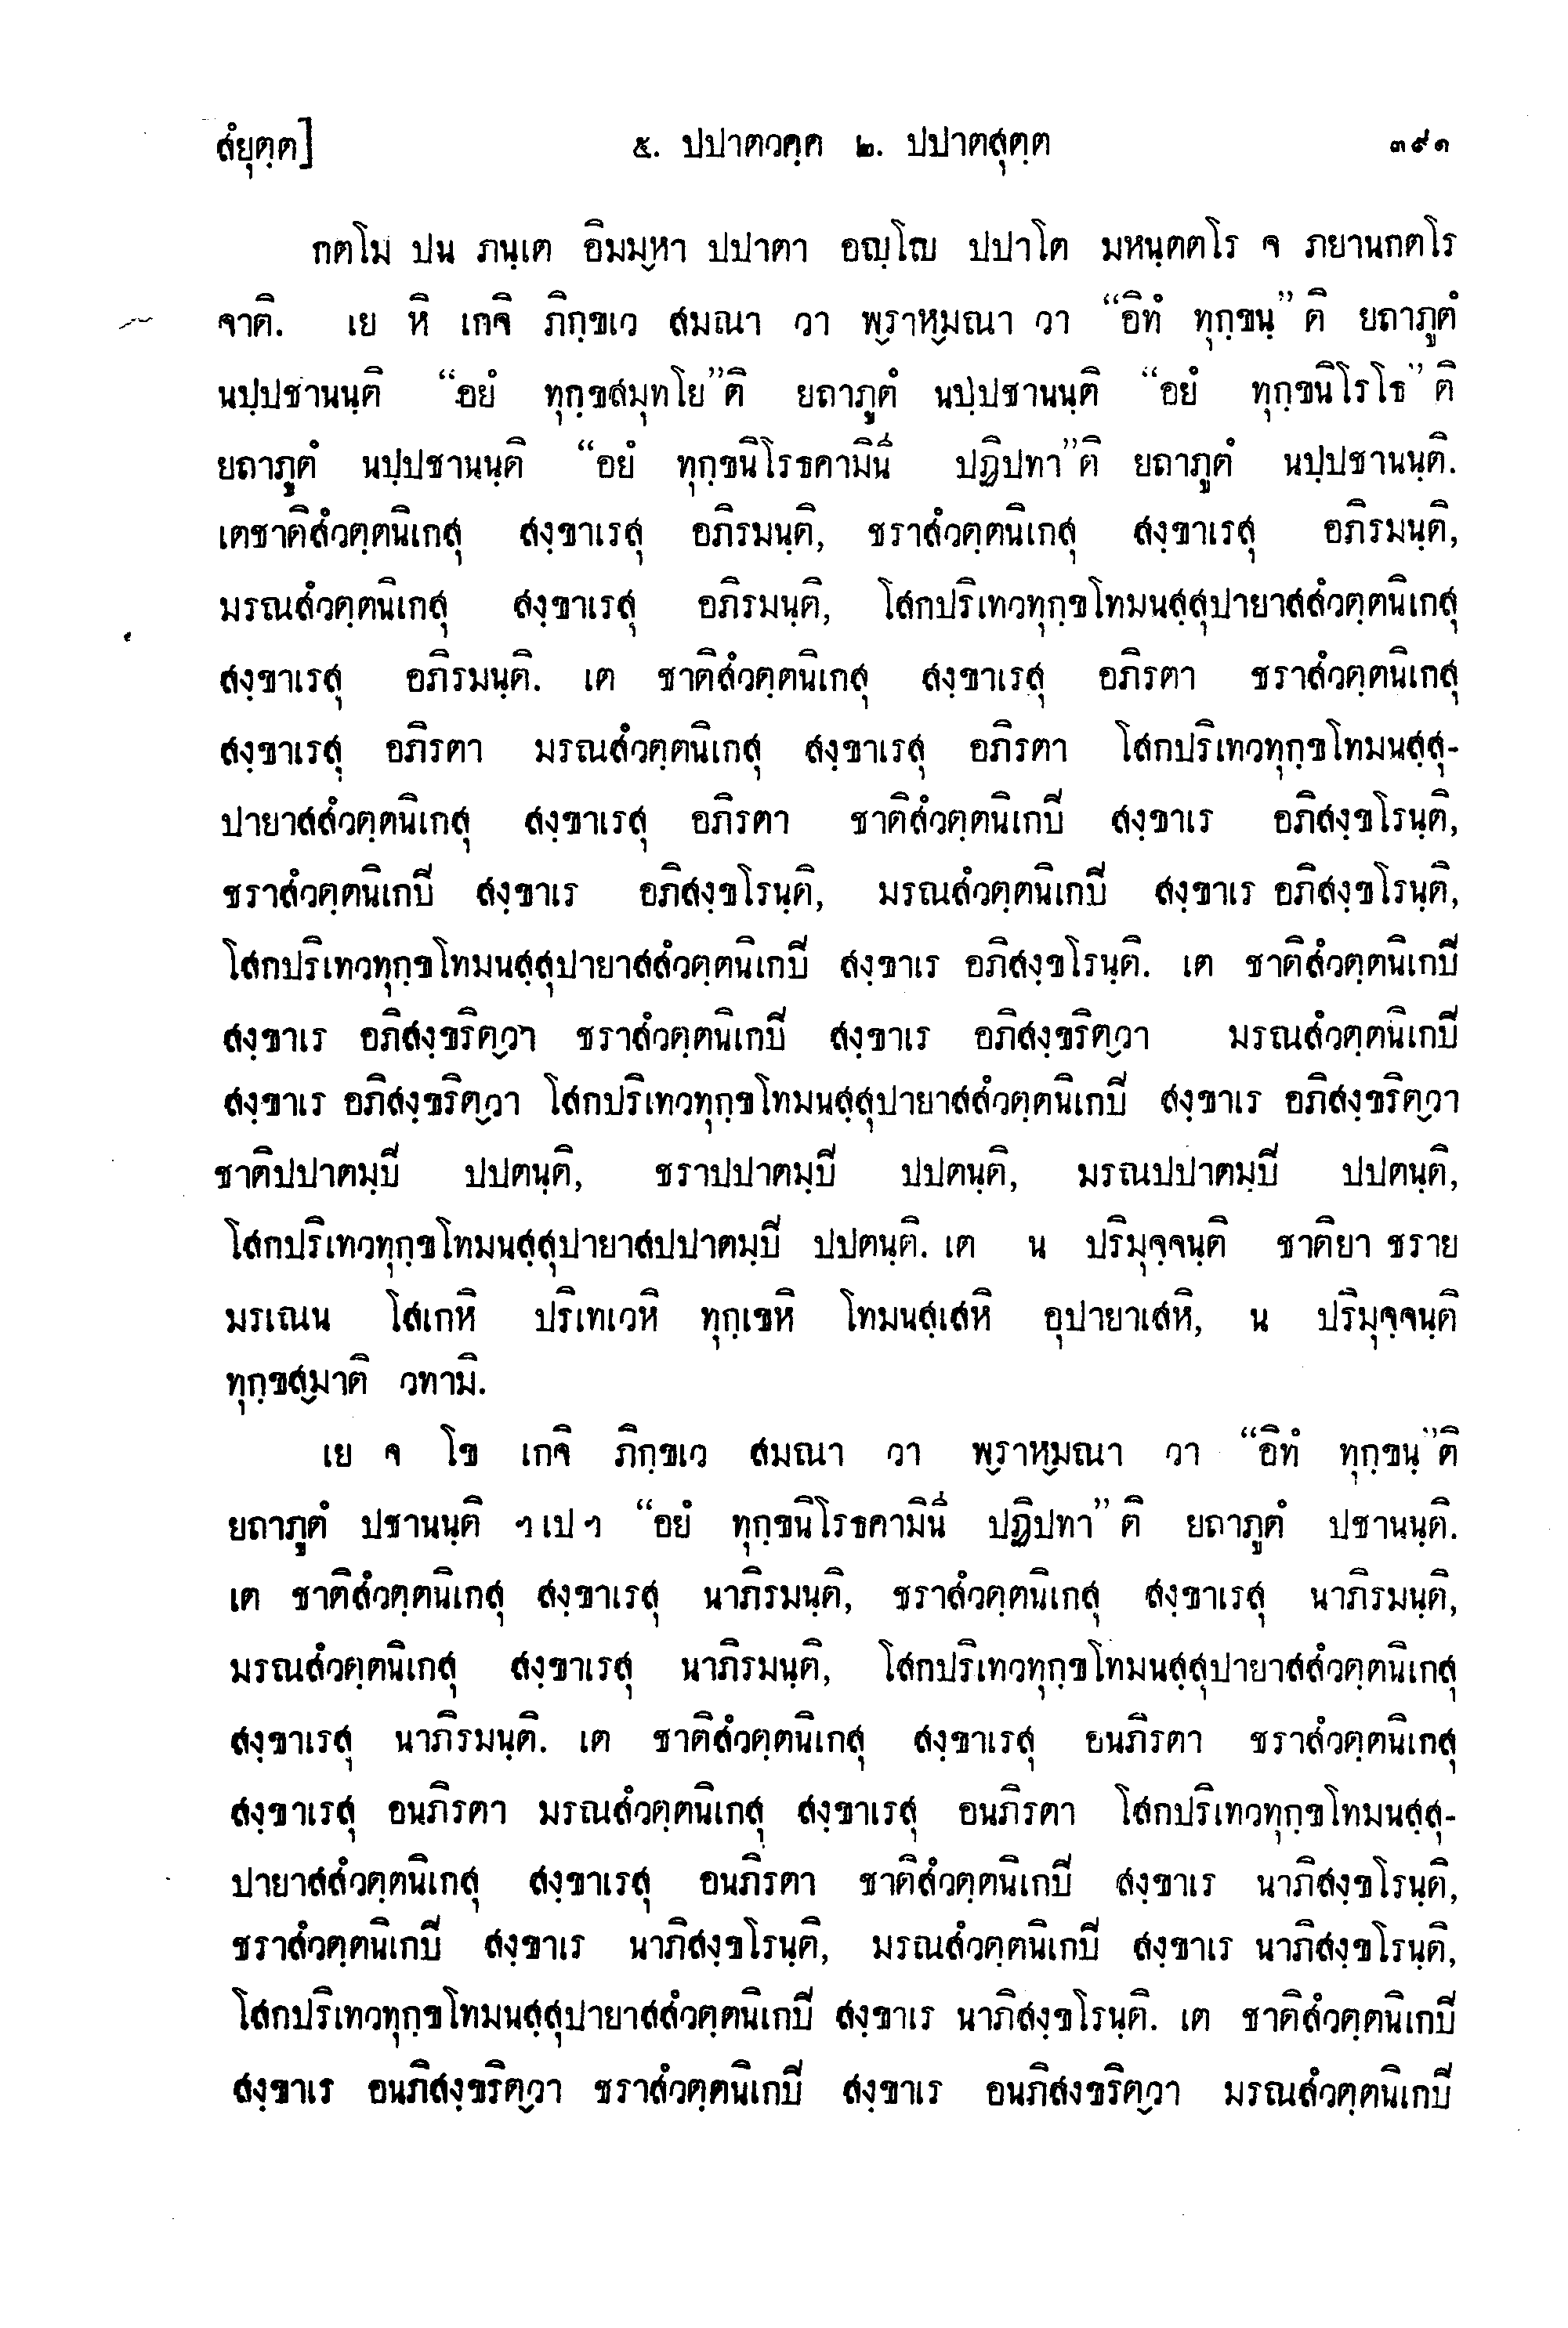 สํยุตฺต]	๕. ปปาตวคฺค ๒. ปปาตสุตฺต	๓๙๑
กตโม ปน ภนฺเต อิมมฺหา ปปาตา อญฺโญ ปปาโต มหนฺตตโร จ ภยานกตโร
จาติ. เย หิ เกจิ ภิกฺขเว สมณา วา พฺราหฺมณา วา “อิทํ ทุกฺขนฺ”ติ ยถาภูตํ
นปฺปชานนฺติ “อยํ ทุกฺขสมุทโย”ติ ยถาภูตํ นปฺปชานนฺติ “อยํ ทุกฺขนิโรโธ”ติ
ยถาภูตํ นปฺปชานนฺติ “อยํ ทุกฺขนิโรธคามินี ปฏิปทา”ติ ยถาภูตํ นปฺปชานนฺติ.
เตชาติสํวตฺตนิเกสุ สงฺขาเรสุ อภิรมนฺติ, ชราสํวตฺตนิเกสุ สงฺขาเรสุ อภิรมนฺติ,
มรณสํวตฺตนิเกสุ สงฺขาเรสุ อภิรมนฺติ, โสกปริเทวทุกฺขโทมนสฺสุปายาสสํวตฺตนิเกสุ
สงฺขาเรสุ อภิรมนฺติ. เต ชาติสํวตฺตนิเกสุ สงฺขาเรสุ อภิรตา ชราสํวตฺตนิเกสุ
สงฺขาเรสุ อภิรตา มรณสํวตฺตนิเกสุ สงฺขาเรสุ อภิรตา โสกปริเทวทุกฺขโทมนสฺสุ-
ปายาสสํวตฺตนิเกสุ สงฺขาเรสุ อภิรตา ชาติสํวตฺตนิเกปี สงฺขาเร อภิสงฺขโรนฺติ,
ชราสํวตฺตนิเกปี สงฺขาเร อภิสงฺขโรนฺติ, มรณสํวตฺตนิเกปี สงฺขาเร อภิสงฺขโรนฺติ,
โสกปริเทวทุกฺขโทมนสฺสุปายาสสํวตฺตนิเกปี สงฺขาเร อภิสงฺขโรนฺติ. เต ชาติสํวตฺตนิเกปี
สงฺขาเร อภิสงฺขริตฺวา ชราสํวตฺตนิเกปี สงฺขาเร อภิสงฺขริตฺวา มรณสํวตฺตนิเกปี
สงฺขาเร อภิสงฺขริตฺวา โสกปริเทวทุกฺขโทมนสฺสุปายาสสํวตฺตนิเกปี สงฺขาเร อภิสงฺขริตฺวา
ชาติปปาตมฺปี ปปตนฺติ, ชราปปาตมฺปี ปปตนฺติ, มรณปปาตมฺปี ปปตนฺติ,
โสกปริเทวทุกฺขโทมนสฺสุปายาสปปาตมฺปี ปปตนฺติ. เต น ปริมุจฺจนฺติ ชาติยา ชราย
มรเณน โสเกหิ ปริเทเวหิ ทุกฺเขหิ โทมนสฺเสหิ อุปายาเสหิ, น ปริมุจฺจนฺติ
ทุกฺขสฺมาติ วทามิ.
เย จ โข เกจิ ภิกฺขเว สมณา วา พฺราหฺมณา วา “อิทํ ทุกฺขนฺ”ติ
ยถาภูตํ ปชานนฺติ ฯเปฯ “อยํ ทุกฺขนิโรธคามินี ปฏิปทา”ติ ยถาภูตํ ปชานนฺติ.
เต ชาติสํวตฺตนิเกสุ สงฺขาเรสุ นาภิรมนฺติ, ชราสํวตฺตนิเกสุ สงฺขาเรสุ นาภิรมนฺติ,
มรณสํวตฺตนิเกสุ สงฺขาเรสุ นาภิรมนฺติ, โสกปริเทวทุกฺขโทมนสฺสุปายาสสํวตฺตนิเกสุ
สงฺขาเรสุ นาภิรมนฺติ. เต ชาติสํวตฺตนิเกสุ สงฺขาเรสุ อนภิรตา ชราสํวตฺตนิเกสุ
สงฺขาเรสุ อนภิรตา มรณสํวตฺตนิเกสุ สงฺขาเรสุ อนภิรตา โสกปริเทวทุกฺขโทมนสฺสุ-
ปายาสสํวตฺตนิเกสุ สงฺขาเรสุ อนภิรตา ชาติสํวตฺตนิเกปี สงฺขาเร นาภิสงฺขโรนฺติ,
ชราสํวตฺตนิเกปี สงฺขาเร นาภิสงฺขโรนฺติ, มรณสํวตฺตนิเกปี สงฺขาเร นาภิสงฺขโรนฺติ,
โสกปริเทวทุกฺขโทมนสฺสุปายาสสํวตฺตนิเกปี สงฺขาเร นาภิสงฺขโรนฺติ. เต ชาติสํวตฺตนิเกปี
สงฺขาเร อนภิสงฺขริตฺวา ชราสํวตฺตนิเกปี สงฺขาเร อนภิสงขริตฺวา มรณสํวตฺตนิเกปี